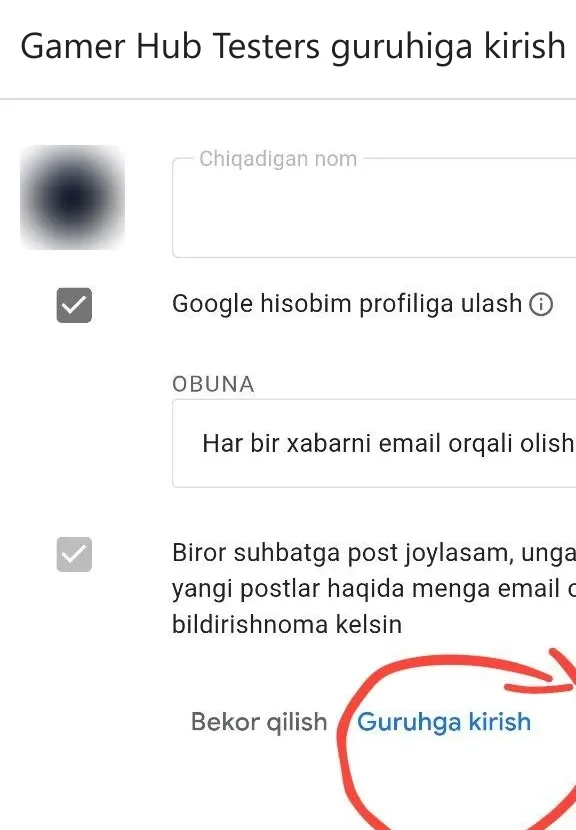 Gamer Hub Testers guruhiga kirish
Chiqadigan nom
Google hisobim profiliga ulash
OBUNA
Har bir xabarni email orqali olish
Biror suhbatga post joylasam, unga
yangi postlar haqida menga email
bildirishnoma kelsin
Bekor qilish
Guruhga kirish